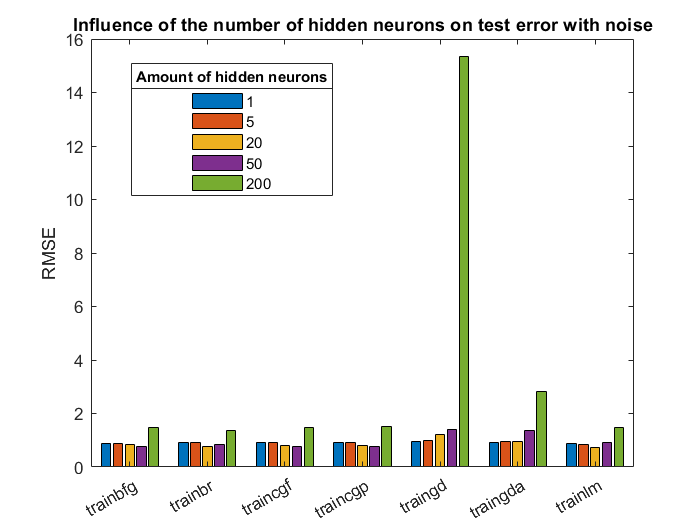 Influence of the number of hidden neurons on test error with noise
16
14
12
10
8
6
4
2
0
RMSE
Amount of hidden neurons
1
5
20
50
200
trainbfg
trainbr
traincgf
traincgp
traingd
traingda
trainlm